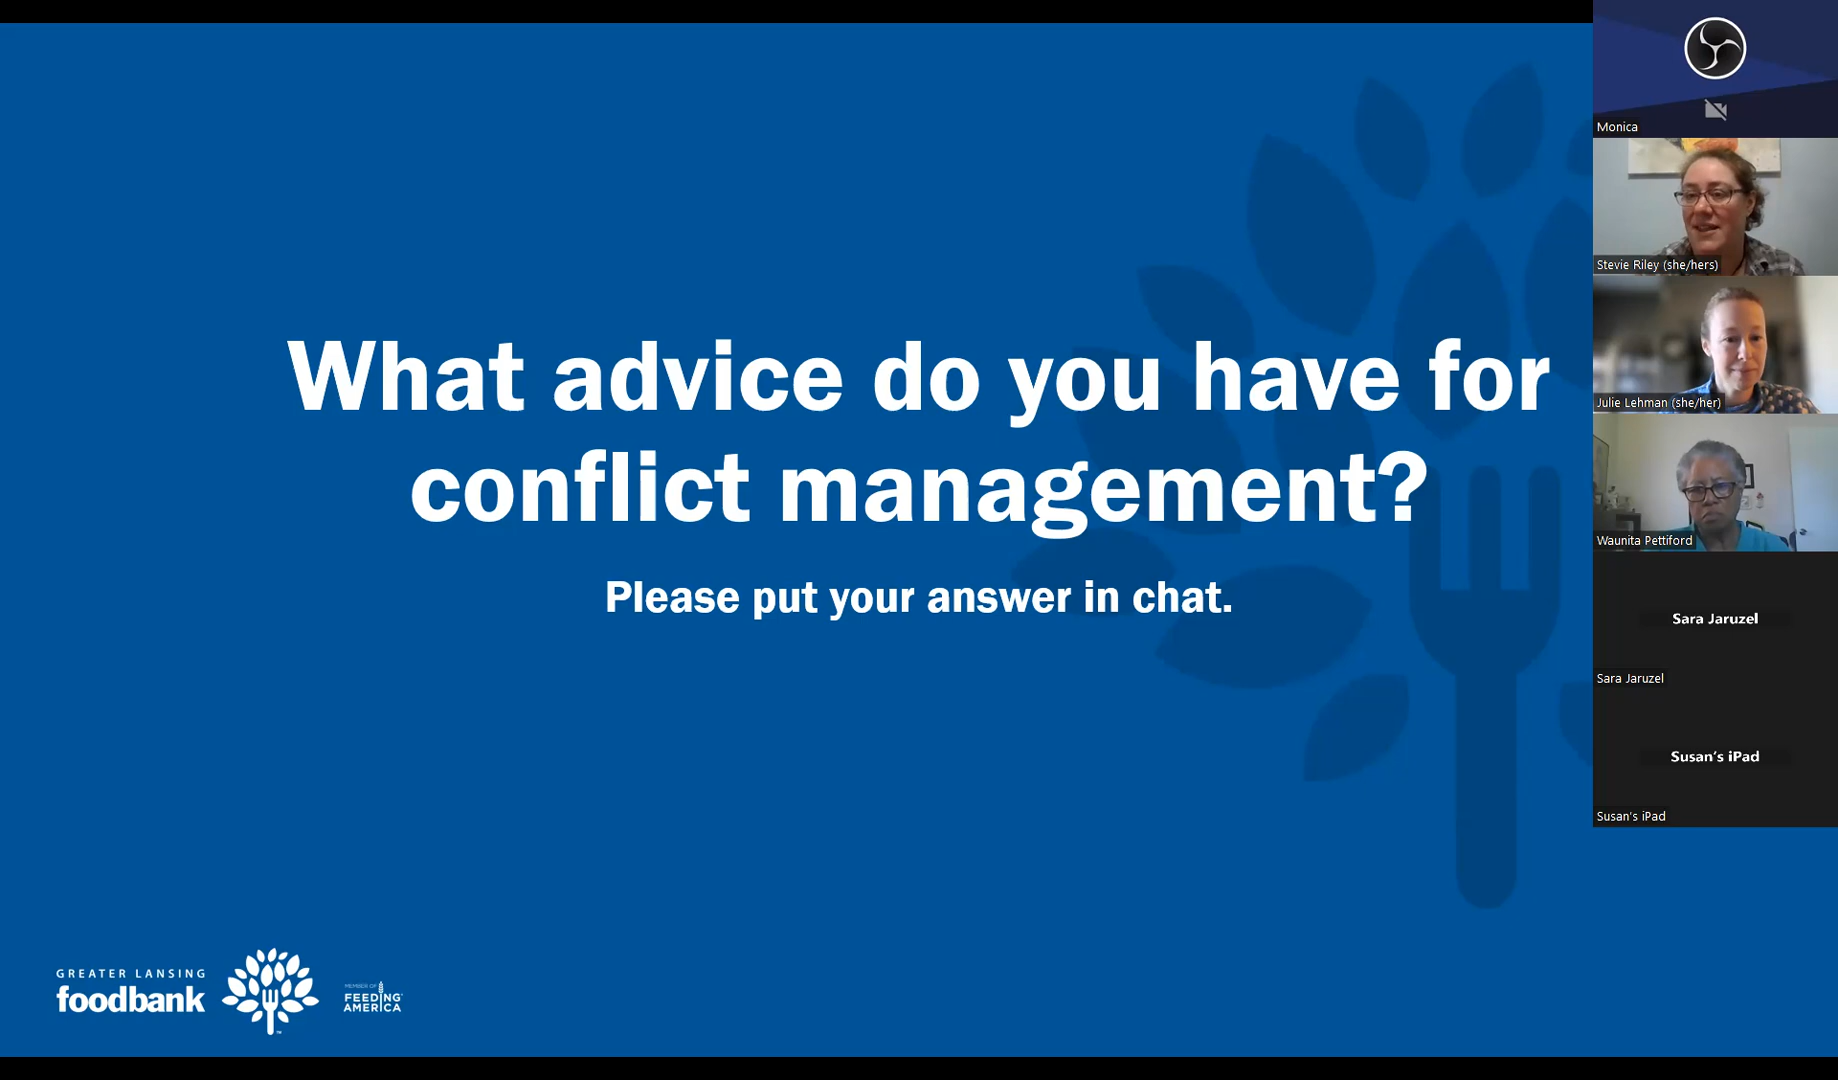 What advice do you have for
conflict management?
Please put your answer in chat.
GREATER LANSING
foodbank
MEMBER OF
FEEDING
AMERICA
Monica
Stevie Riley (she/hers)
Julie Lehman (she/her)
Waunita Pettiford
Sara Jaruzel
Sara Jaruzel
Susan's iPad
Susan's iPad